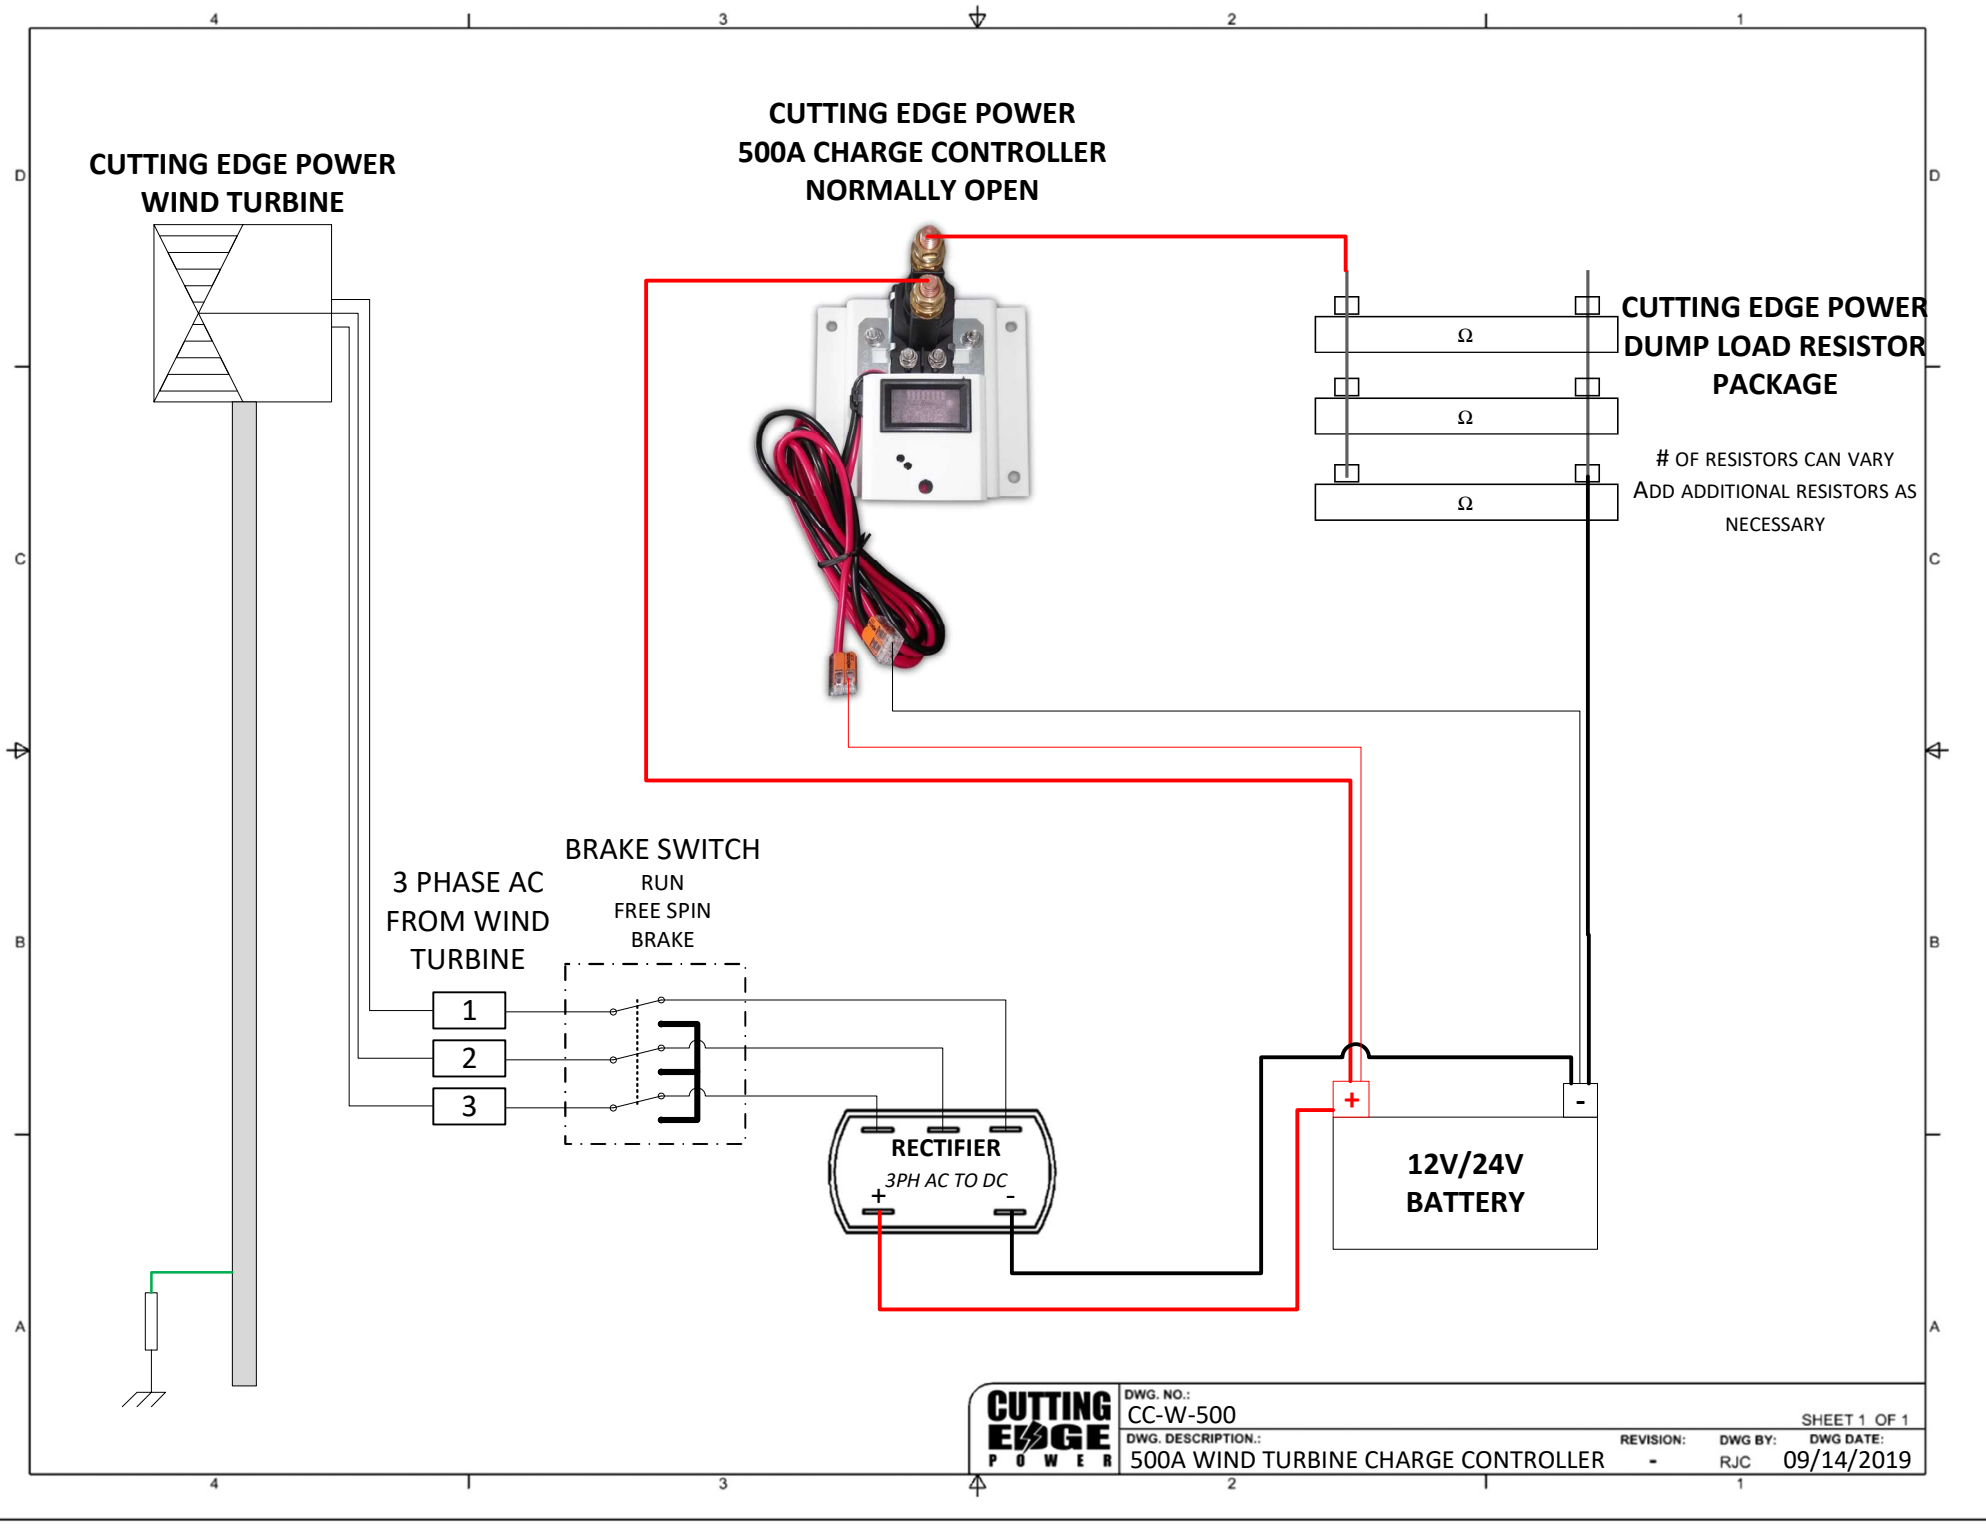 4 3 2 1
CUTTING EDGE POWER
500A CHARGE CONTROLLER
NORMALLY OPEN
CUTTING EDGE POWER
WIND TURBINE
D D
CUTTING EDGE POWER
DUMP LOAD RESISTOR
PACKAGE
Ω
Ω
Ω
# OF RESISTORS CAN VARY
ADD ADDITIONAL RESISTORS AS
NECESSARY
C C
BRAKE SWITCH
RUN
FREE SPIN
BRAKE
3 PHASE AC
FROM WIND
TURBINE
B B
1
2
3
RECTIFIER
3PH AC TO DC
+ -
+ -
12V/24V
BATTERY
A A
CUTTING
EDGE
POWER
DWG. NO.:
CC-W-500
SHEET 1 OF 1
DWG. DESCRIPTION.:
500A WIND TURBINE CHARGE CONTROLLER
REVISION:
-
DWG BY:
RJC
DWG DATE:
09/14/2019
4 3 2 1